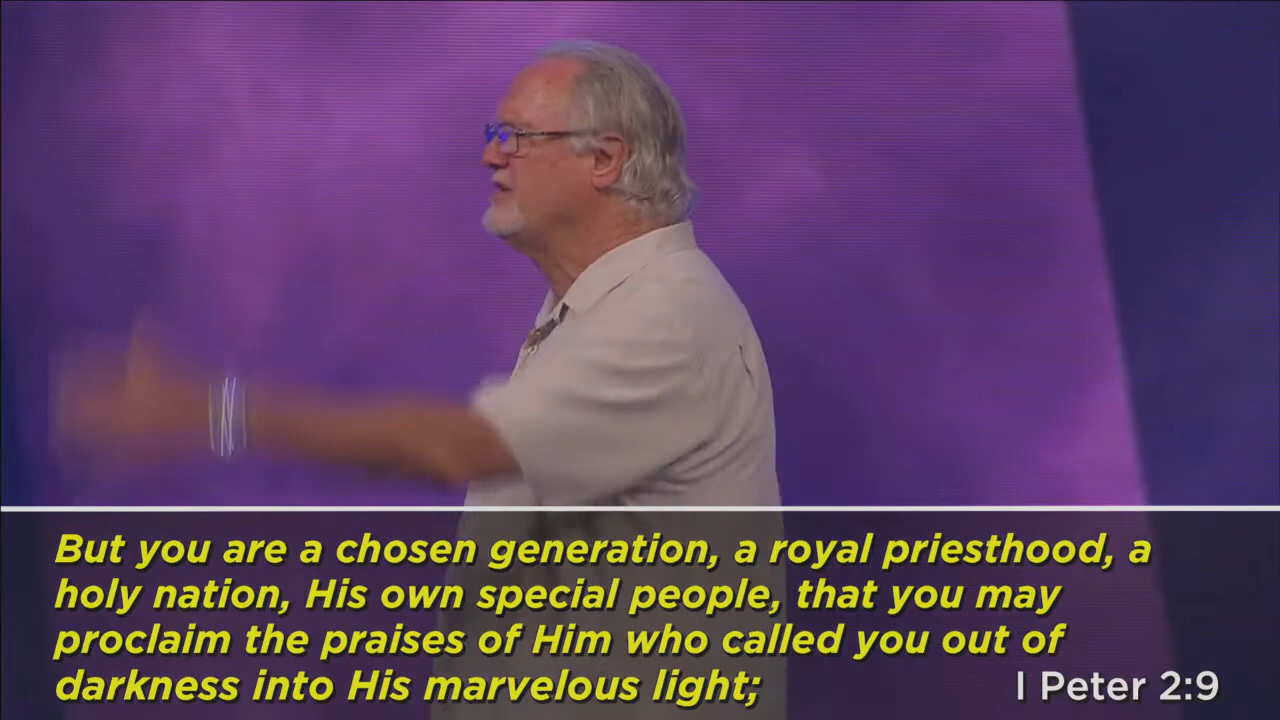 But you are a chosen generation, a royal priesthood, a
holy nation, His own special people, that you may
proclaim the praises of Him who called you out of
darkness into His marvelous light;
I Peter 2:9